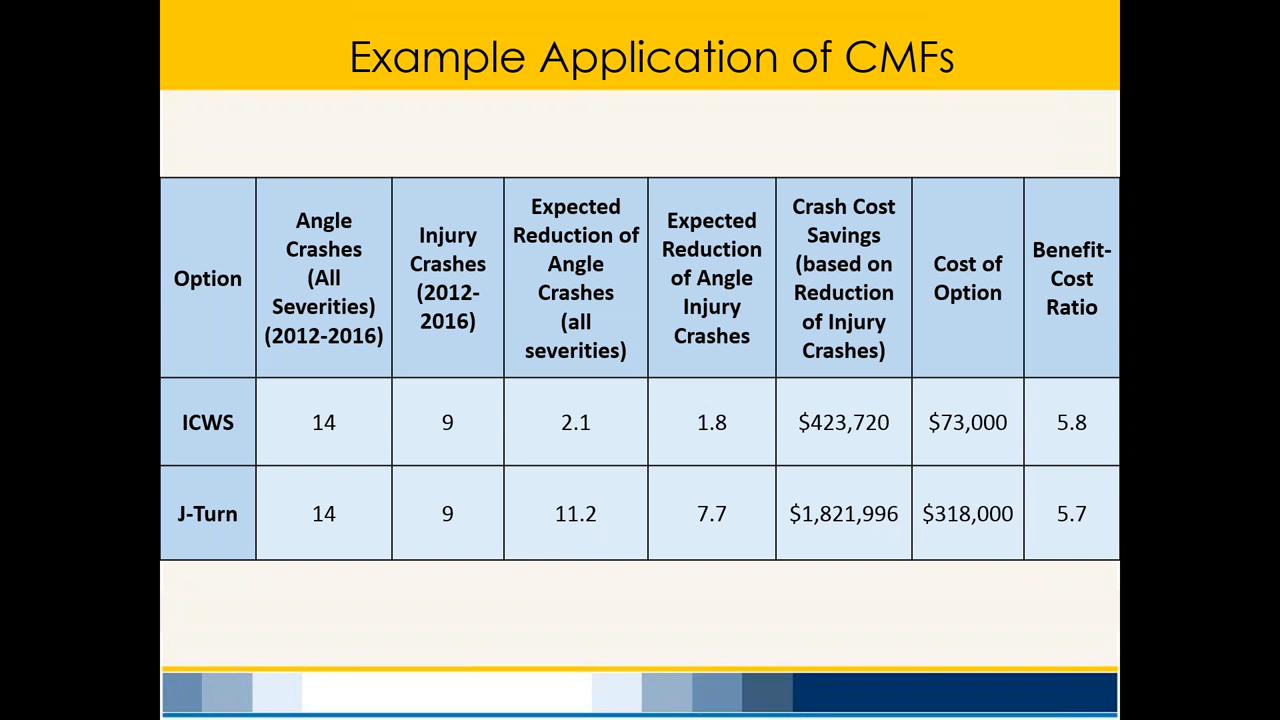 Example Application of CMFs
Option
Angle
Crashes
(All
Severities)
(2012-2016)
Injury
Crashes
(2012-
2016)
Expected
Reduction of
Angle
Crashes
(all
severities)
Expected
Reduction
of Angle
Injury
Crashes
Crash Cost
Savings
(based on
Reduction
of Injury
Crashes)
Cost of
Option
Benefit-
Cost
Ratio
ICWS 14 9 2.1 1.8 $423,720 $73,000 5.8
J-Turn 14 9 11.2 7.7 $1,821,996 $318,000 5.7